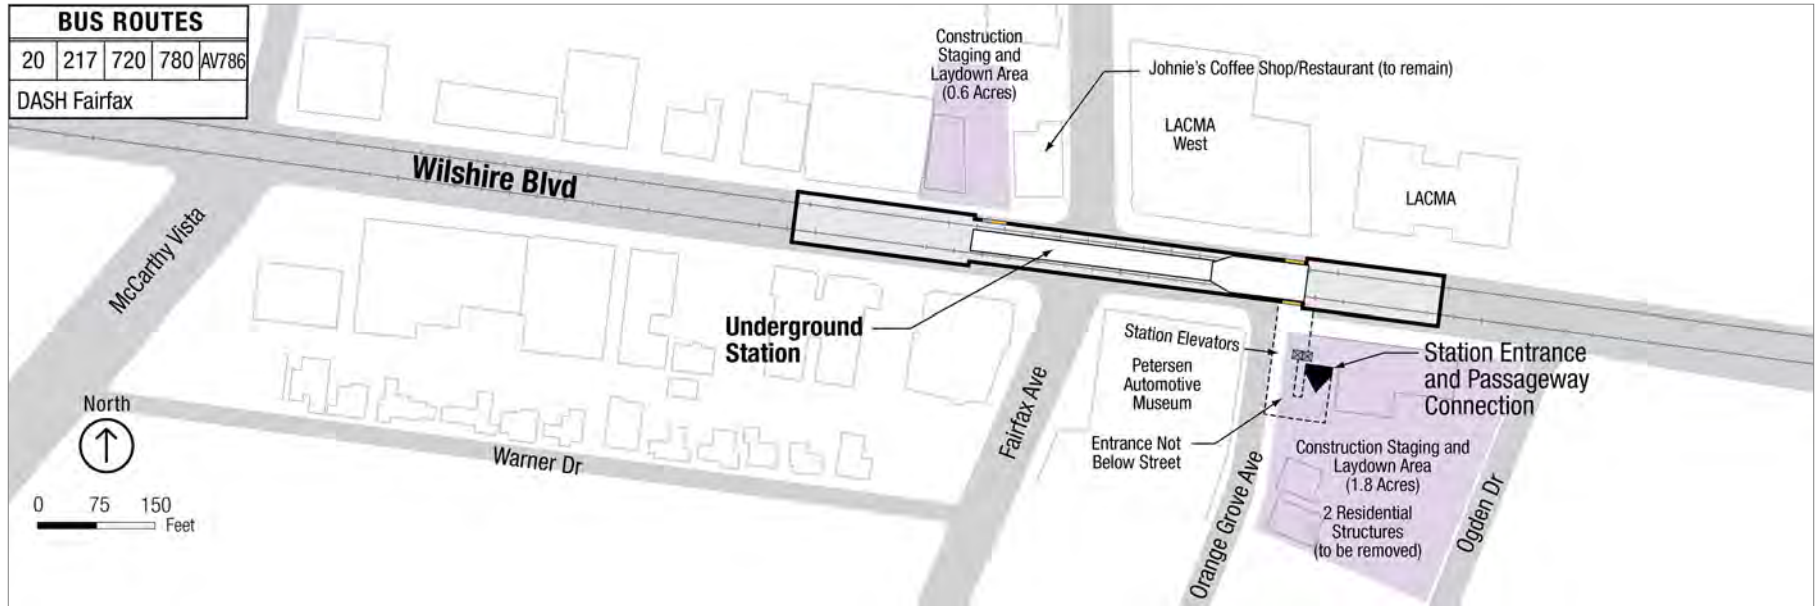 BUS ROUTES
20 217 720 780 AV786
DASH Fairfax
Construction
Staging and
Laydown Area
(0.6 Acres)
Johnie's Coffee Shop/Restaurant (to remain)
LACMA
West
LACMA
Wilshire Blvd
McCarthy Vista
Underground
Station
Station Elevators
Petersen
Automotive
Museum
Station Entrance
and Passageway
Connection
Entrance Not
Below Street
Fairfax Ave
Construction Staging and
Laydown Area
(1.8 Acres)
2 Residential
Structures
(to be removed)
Orange Grove Ave
Ogden Dr
Warner Dr
North
0 75 150
Feet